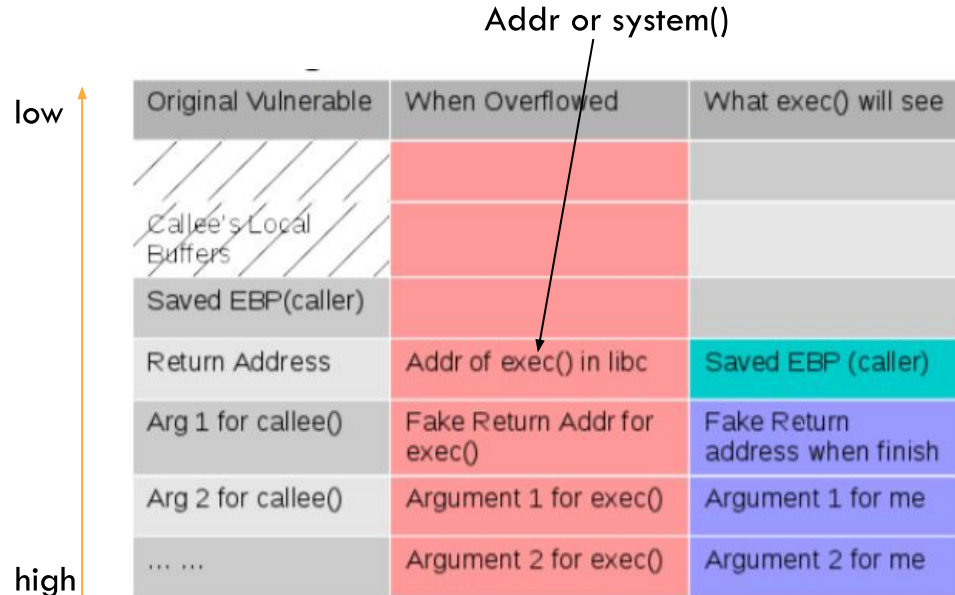 Addr or system()
low
high
Original Vulnerable
When Overflowed
What exec() will see
Callee's Local
Buffers
Saved EBP(caller)
Return Address
Addr of exec() in libc
Saved EBP (caller)
Arg 1 for callee()
Fake Return Addr for
exec()
Fake Return
address when finish
Arg 2 for callee()
Argument 1 for exec()
Argument 1 for me
... ...
Argument 2 for exec()
Argument 2 for me